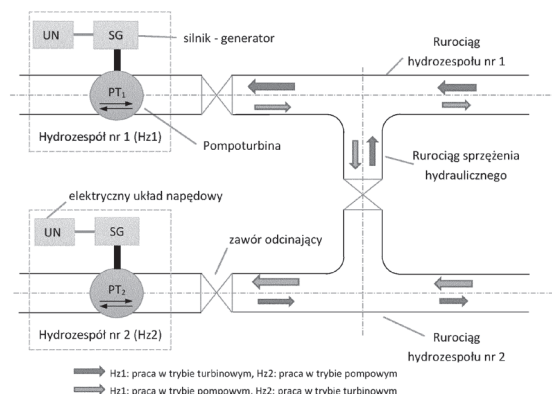 UN
SG
silnik - generator
PT1
Hydrozespół nr 1 (Hz1)
Pompoturbina
Rurociąg
hydrozespołu nr 1
Rurociąg sprzężenia
hydraulicznego
elektryczny układ napędowy
UN
SG
zawór odcinający
PT2
Hydrozespół nr 2 (Hz2)
Rurociąg
hydrozespołu nr 2
Hz1: praca w trybie turbinowym, Hz2: praca w trybie pompowym
Hz1: praca w trybie pompowym, Hz2: praca w trybie turbinowym